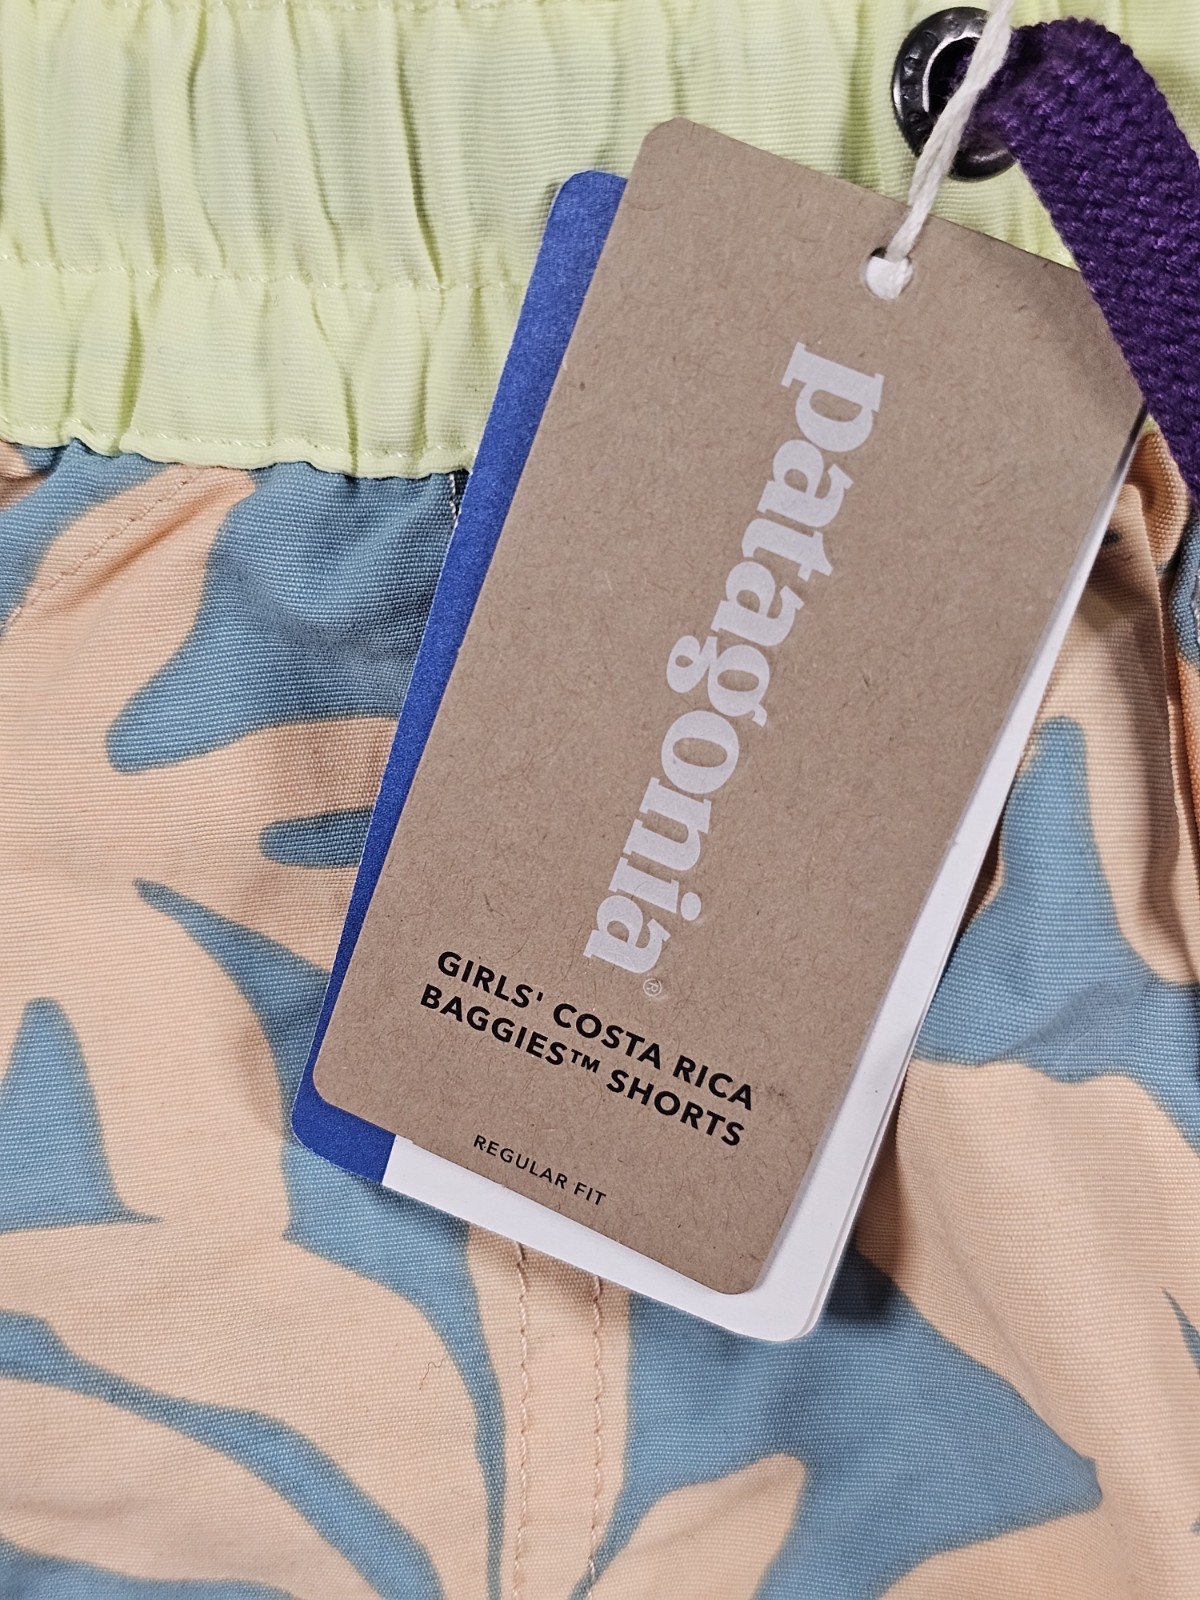 patagonia®
GIRLS' COSTA RICA
BAGGIES™ SHORTS
REGULAR FIT